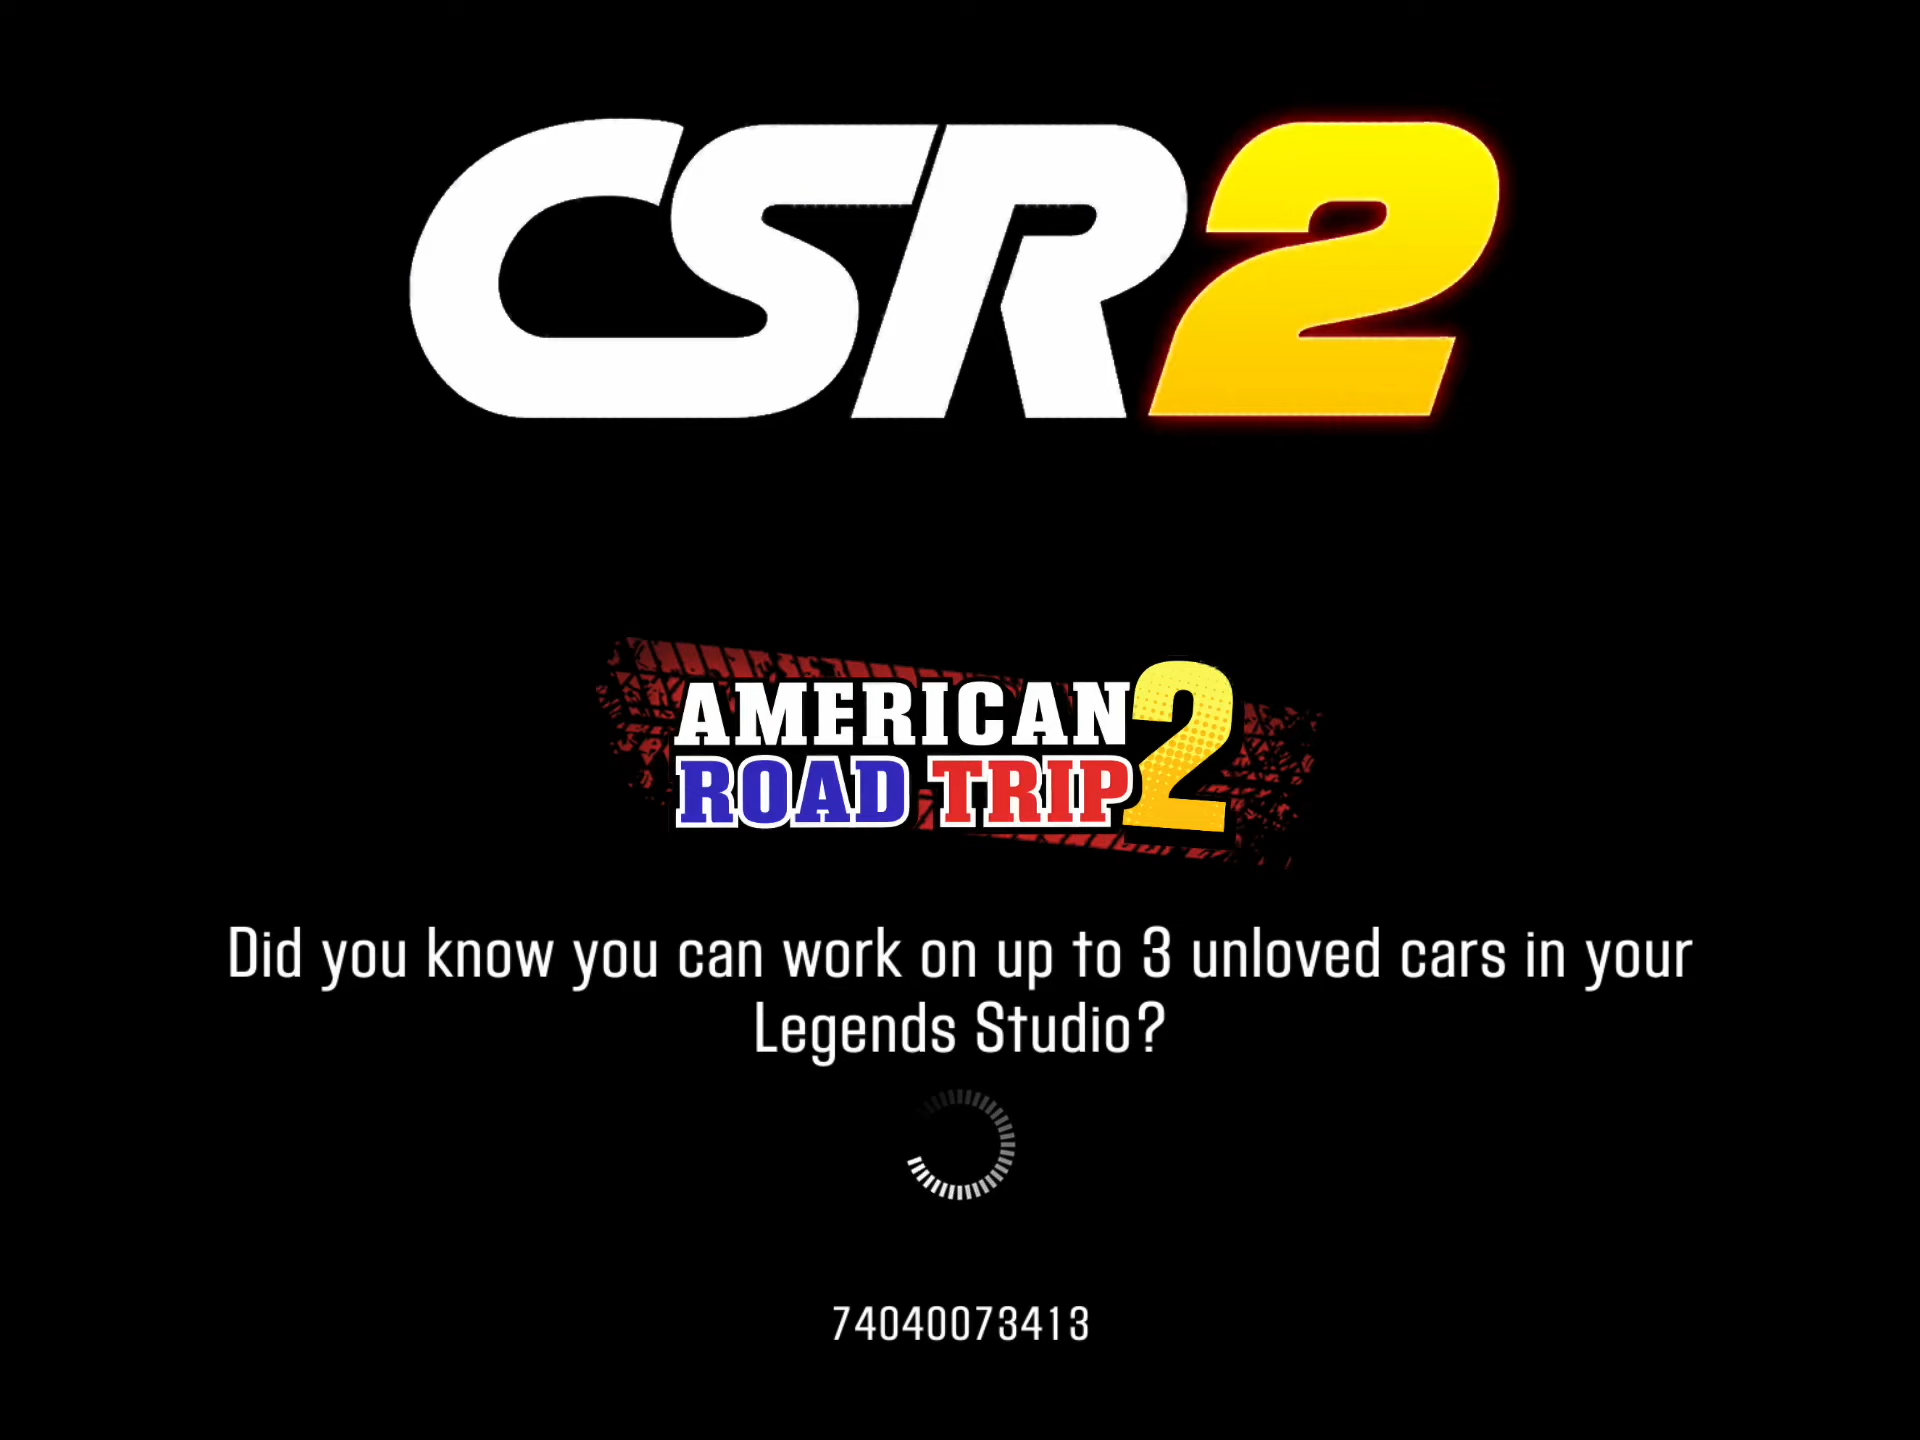 CSR2
AMERICAN 2
ROAD TRIP
Did you know you can work on up to 3 unloved cars in your
Legends Studio?
74040073413